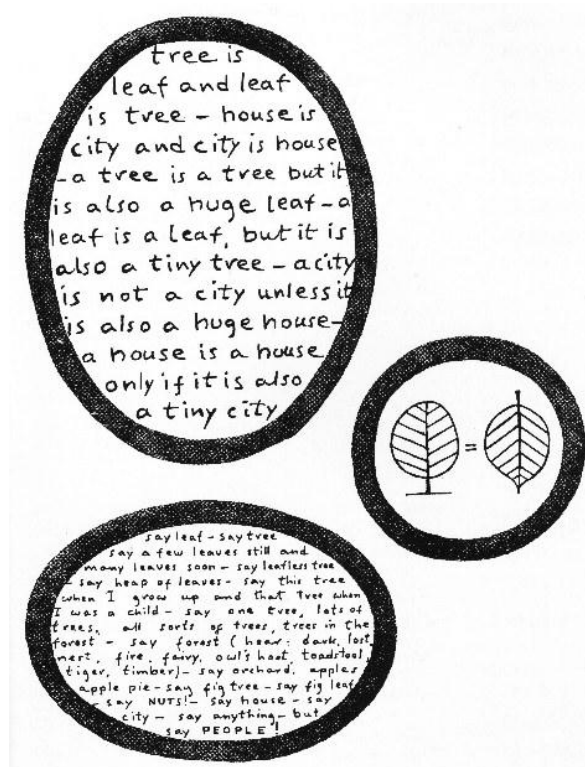 tree is
leaf and leaf
is tree – house is
city and city is house
– a tree is a tree but it
is also a huge leaf – a
leaf is a leaf, but it is
also a tiny tree – a city
is not a city unless it
is also a huge house –
a house is a house
only if it is also
a tiny city
=
say leaf – say tree
say a few leaves still and
many leaves soon – say leafless tree
– say heap of leaves – say this tree
when I grow up and that tree when
I was a child – say one tree, lots of
trees, all sorts of trees, trees in the
forest – say forest (hear: dark, lost,
nest, fire, fairy, owl's hoot, toadstool,
tiger, timber) – say orchard, apples
apple pie – say fig tree – say fig leaf
– say NUTS! – say house – say
city – say anything – but
say PEOPLE!